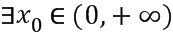 ∃x₀ ∈ (0, + ∞)